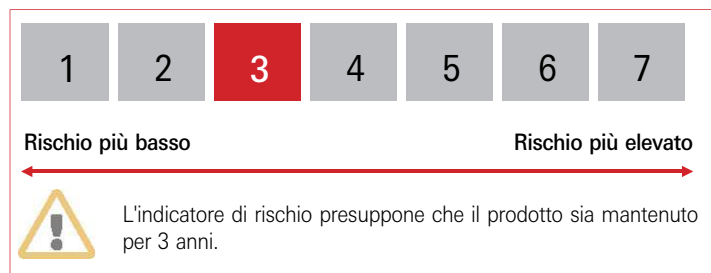 1 2 3 4 5 6 7
Rischio più basso Rischio più elevato
L'indicatore di rischio presuppone che il prodotto sia mantenuto
per 3 anni.